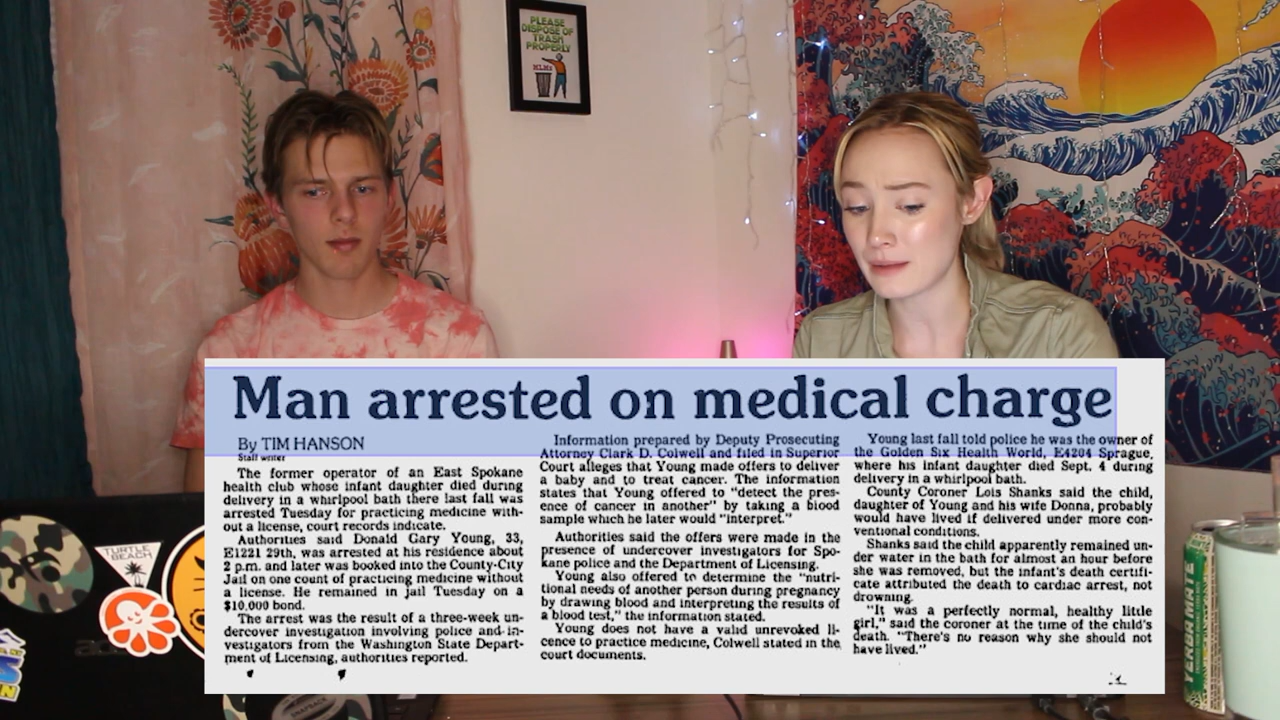 PLEASE
DISPOSE OF
TRASH
PROPERLY
Man arrested on medical charge
By TIM HANSON
Staff writer
The former operator of an East Spokane
health club whose infant daughter died during
delivery in a whirlpool bath there last fall was
arrested Tuesday for practicing medicine with-
out a license, court records indicate.
Authorities said Donald Gary Young, 33,
E1221 29th, was arrested at his residence about
2 p.m. and later was booked into the County-City
Jail on one count of practicing medicine without
a license. He remained in jail Tuesday on a
$10,000 bond.
The arrest was the result of a three-week un-
dercover investigation involving police and in-
vestigators from the Washington State Depart-
ment of Licensing, authorities reported.
Information prepared by Deputy Prosecuting
Attorney Clark D. Colwell and filed in Superior
Court alleges that Young made offers to deliver
a baby and to treat cancer. The information
states that Young offered to "detect the pres-
ence of cancer in another" by taking a blood
sample which he later would "interpret."
Authorities said the offers were made in the
presence of undercover investigators for Spo-
kane police and the Department of Licensing.
Young also offered to determine the "nutri-
tional needs of another person during pregnancy
by drawing blood and interpreting the results of
a blood test," the information stated.
Young does not have a valid unrevoked li-
cence to practice medicine, Colwell stated in the
court documents.
Young last fall told police he was the owner of
the Golden Six Health World, E4204 Sprague,
where his infant daughter died Sept. 4 during
delivery in a whirlpool bath.
County Coroner Lois Shanks said the child,
daughter of Young and his wife Donna, probably
would have lived if delivered under more con-
ventional conditions.
Shanks said the child apparently remained un-
der water in the bath for almost an hour before
she was removed, but the infant's death certifi-
cate attributed the death to cardiac arrest, not
drowning.
"It was a perfectly normal, healthy little
girl," said the coroner at the time of the child's
death. "There's no reason why she should not
have lived."
TURTLE
BEACH
SNAPBACK
YERBA MATE